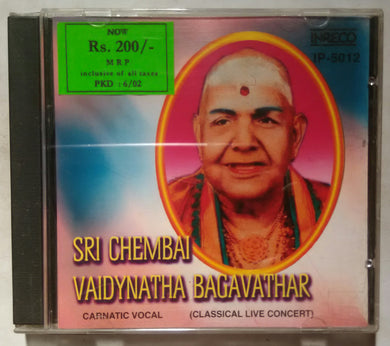 NOW
Rs. 200/-
M R P
inclusive of all taxes
PKD : 6/02
INRECO
IP-5012
SRI CHEMBAI
VAIDYNATHA BAGAVATHAR
CARNATIC VOCAL (CLASSICAL LIVE CONCERT)